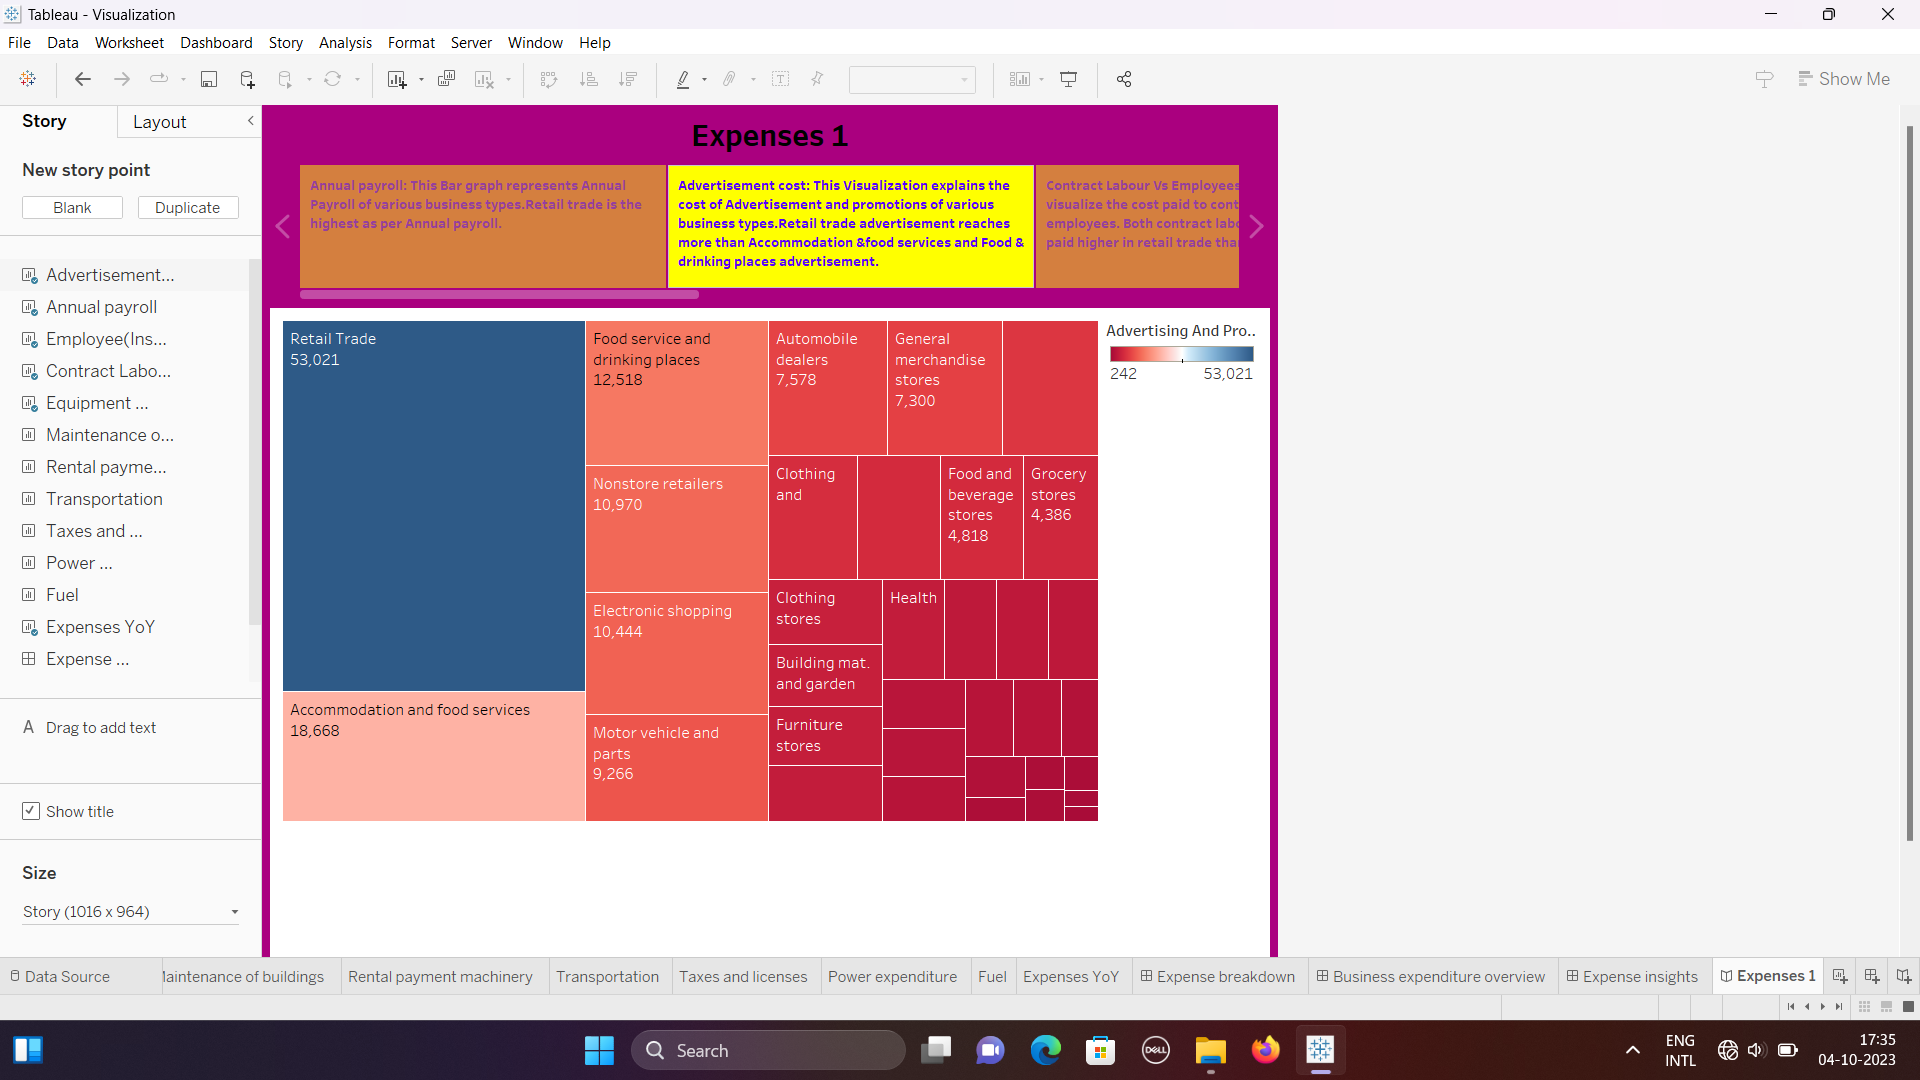 Tableau - Visualization
File Data Worksheet Dashboard Story Analysis Format Server Window Help
Show Me
Story Layout
New story point
Blank Duplicate
Advertisement...
Annual payroll
Employee(Ins...
Contract Labo...
Equipment ...
Maintenance o...
Rental payme...
Transportation
Taxes and ...
Power ...
Fuel
Expenses YoY
Expense ...
A Drag to add text
Show title
Size
Story (1016 x 964)
Expenses 1
Annual payroll: This Bar graph represents Annual
Payroll of various business types.Retail trade is the
highest as per Annual payroll.
Advertisement cost: This Visualization explains the
cost of Advertisement and promotions of various
business types.Retail trade advertisement reaches
more than Accommodation &food services and Food &
drinking places advertisement.
Contract Labour Vs Employees
visualize the cost paid to cont
employees. Both contract labo
paid higher in retail trade tha
Retail Trade
53,021
Accommodation and food services
18,668
Food service and
drinking places
12,518
Nonstore retailers
10,970
Electronic shopping
10,444
Motor vehicle and
parts
9,266
Automobile
dealers
7,578
General
merchandise
stores
7,300
Clothing
and
Food and
beverage
stores
4,818
Grocery
stores
4,386
Clothing
stores
Health
Building mat.
and garden
Furniture
stores
Advertising And Pro..
242 53,021
Data Source
Maintenance of buildings Rental payment machinery Transportation Taxes and licenses Power expenditure Fuel Expenses YoY Expense breakdown Business expenditure overview Expense insights Expenses 1
Search
DELL
ENG
INTL
17:35
04-10-2023